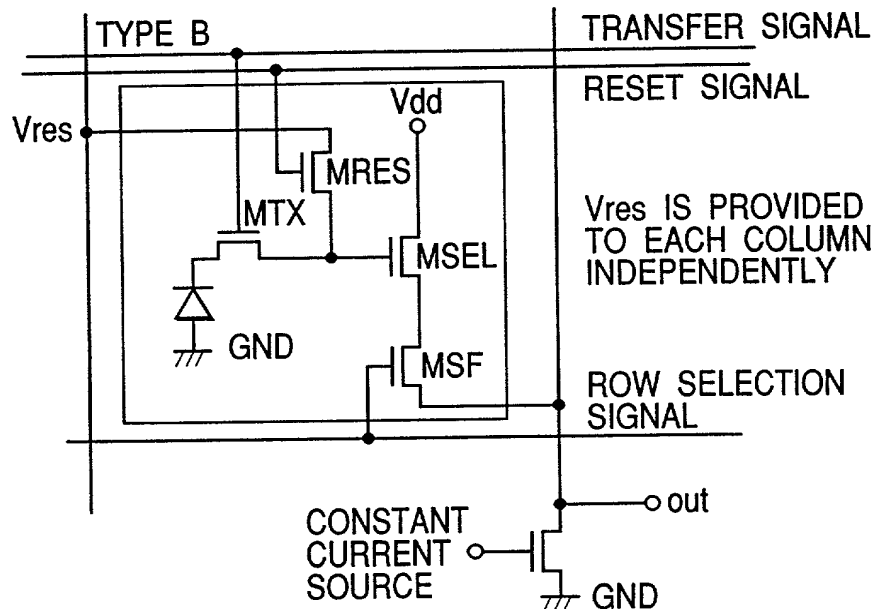 TYPE B
TRANSFER SIGNAL
RESET SIGNAL
Vdd
Vres
MRES
MTX
Vres IS PROVIDED
TO EACH COLUMN
INDEPENDENTLY
MSEL
GND
MSF
ROW SELECTION
SIGNAL
out
CONSTANT
CURRENT
SOURCE
GND